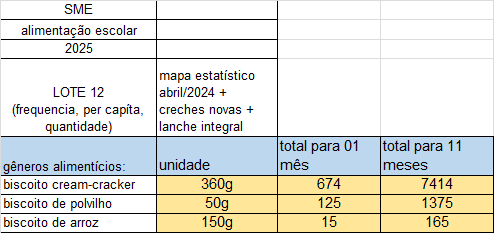 SME
alimentação escolar
2025
LOTE 12
(frequencia, per capíta,
quantidade)
mapa estatístico
abril/2024 +
creches novas +
lanche integral
gêneros alimentícios:
unidade
total para 01
mês
total para 11
meses
biscoito cream-cracker 360g 674 7414
biscoito de polvilho 50g 125 1375
biscoito de arroz 150g 15 165